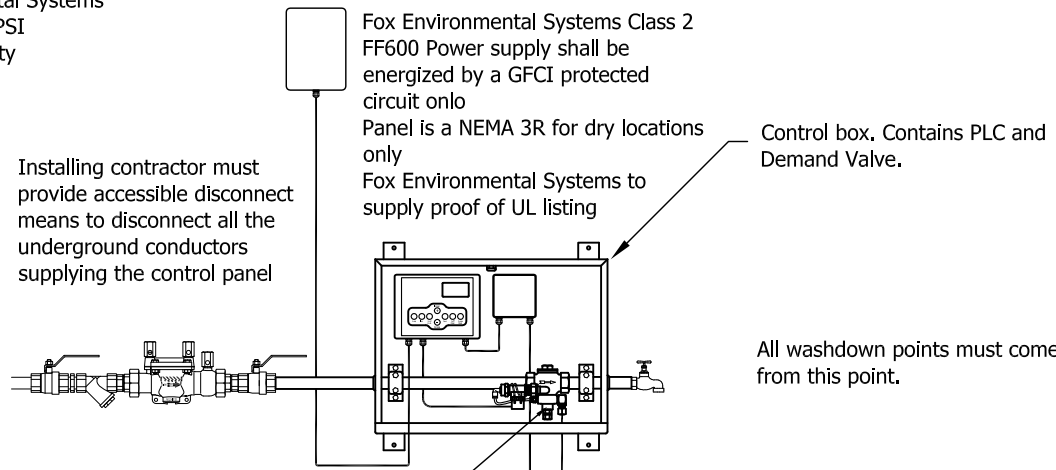 tal Systems
PSI
ty
Fox Environmental Systems Class 2
FF600 Power supply shall be
energized by a GFCI protected
circuit onlo
Panel is a NEMA 3R for dry locations
only
Fox Environmental Systems to
supply proof of UL listing
Control box. Contains PLC and
Demand Valve.
Installing contractor must
provide accessible disconnect
means to disconnect all the
underground conductors
supplying the control panel
All washdown points must come
from this point.